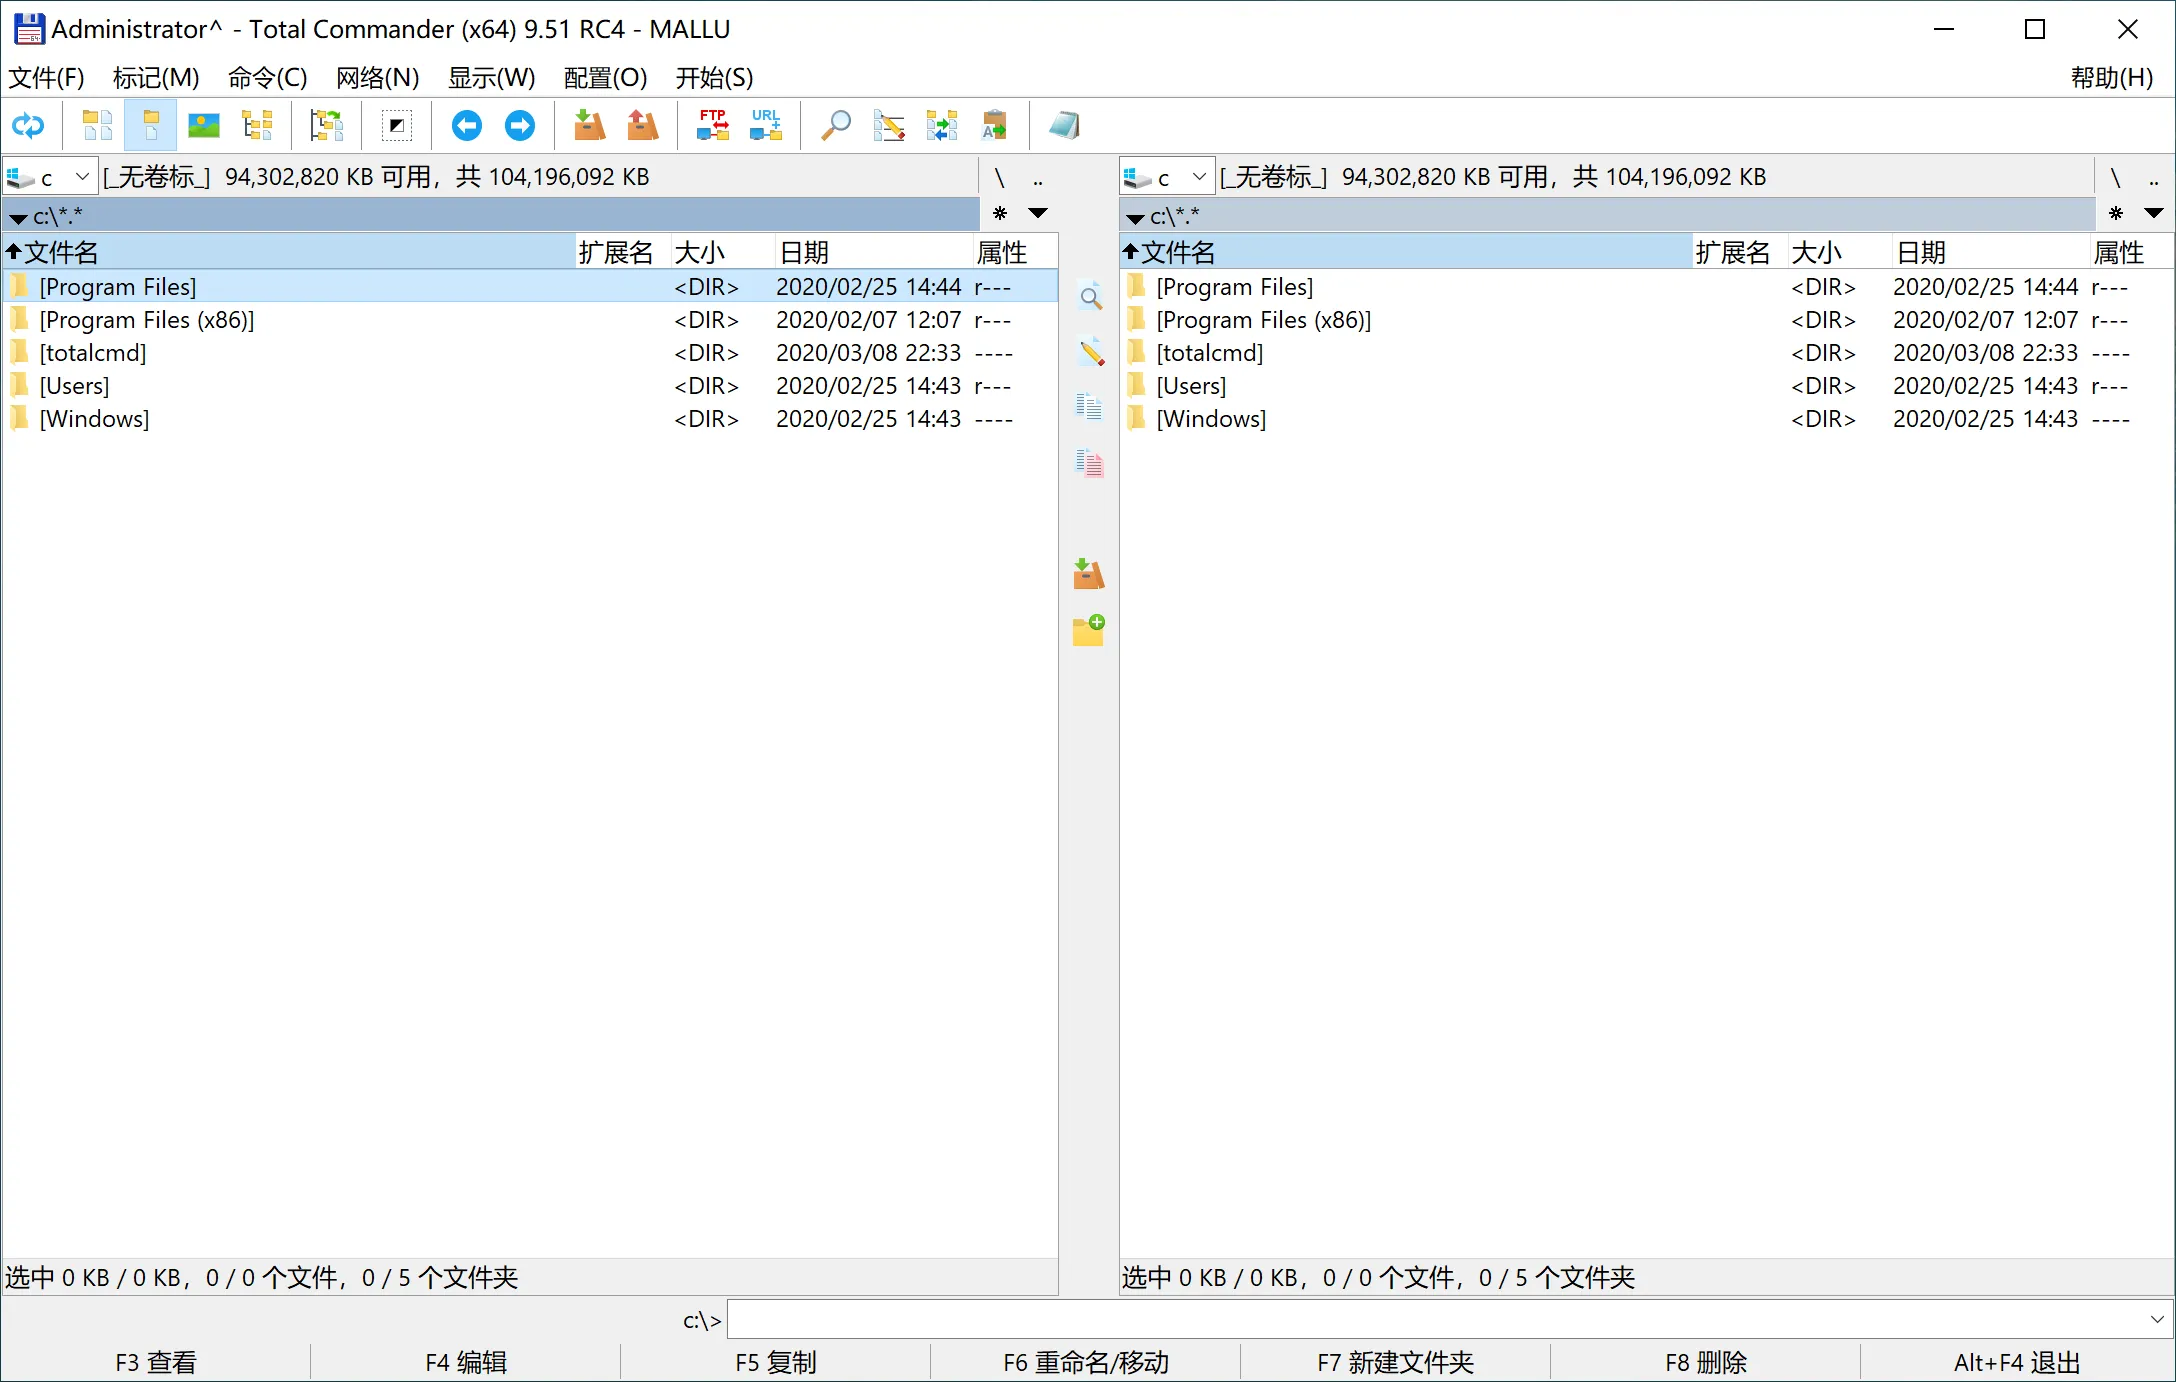 Administrator^ - Total Commander (x64) 9.51 RC4 - MALLU
文件(F) 标记(M) 命令(C) 网络(N) 显示(W) 配置(O) 开始(S) 帮助(H)
FTP URL
c [_无卷标_] 94,302,820 KB 可用，共 104,196,092 KB \ ..
c:\*.* *
文件名 扩展名 大小 日期 属性
[Program Files] <DIR> 2020/02/25 14:44 r---
[Program Files (x86)] <DIR> 2020/02/07 12:07 r---
[totalcmd] <DIR> 2020/03/08 22:33 ----
[Users] <DIR> 2020/02/25 14:43 r---
[Windows] <DIR> 2020/02/25 14:43 ----
选中 0 KB / 0 KB，0 / 0 个文件，0 / 5 个文件夹
c [_无卷标_] 94,302,820 KB 可用，共 104,196,092 KB \ ..
c:\*.* *
文件名 扩展名 大小 日期 属性
[Program Files] <DIR> 2020/02/25 14:44 r---
[Program Files (x86)] <DIR> 2020/02/07 12:07 r---
[totalcmd] <DIR> 2020/03/08 22:33 ----
[Users] <DIR> 2020/02/25 14:43 r---
[Windows] <DIR> 2020/02/25 14:43 ----
选中 0 KB / 0 KB，0 / 0 个文件，0 / 5 个文件夹
c:\>
F3 查看 F4 编辑 F5 复制 F6 重命名/移动 F7 新建文件夹 F8 删除 Alt+F4 退出